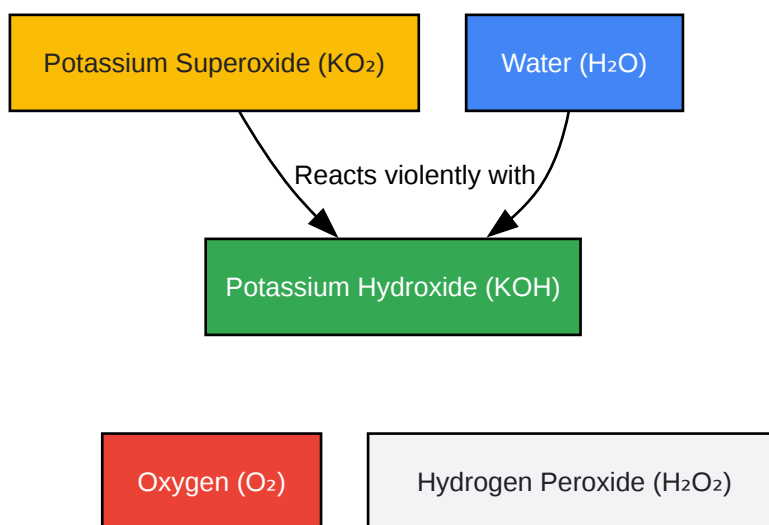 Potassium Superoxide (KO₂)
Water (H₂O)
Reacts violently with
Potassium Hydroxide (KOH)
Oxygen (O₂)
Hydrogen Peroxide (H₂O₂)